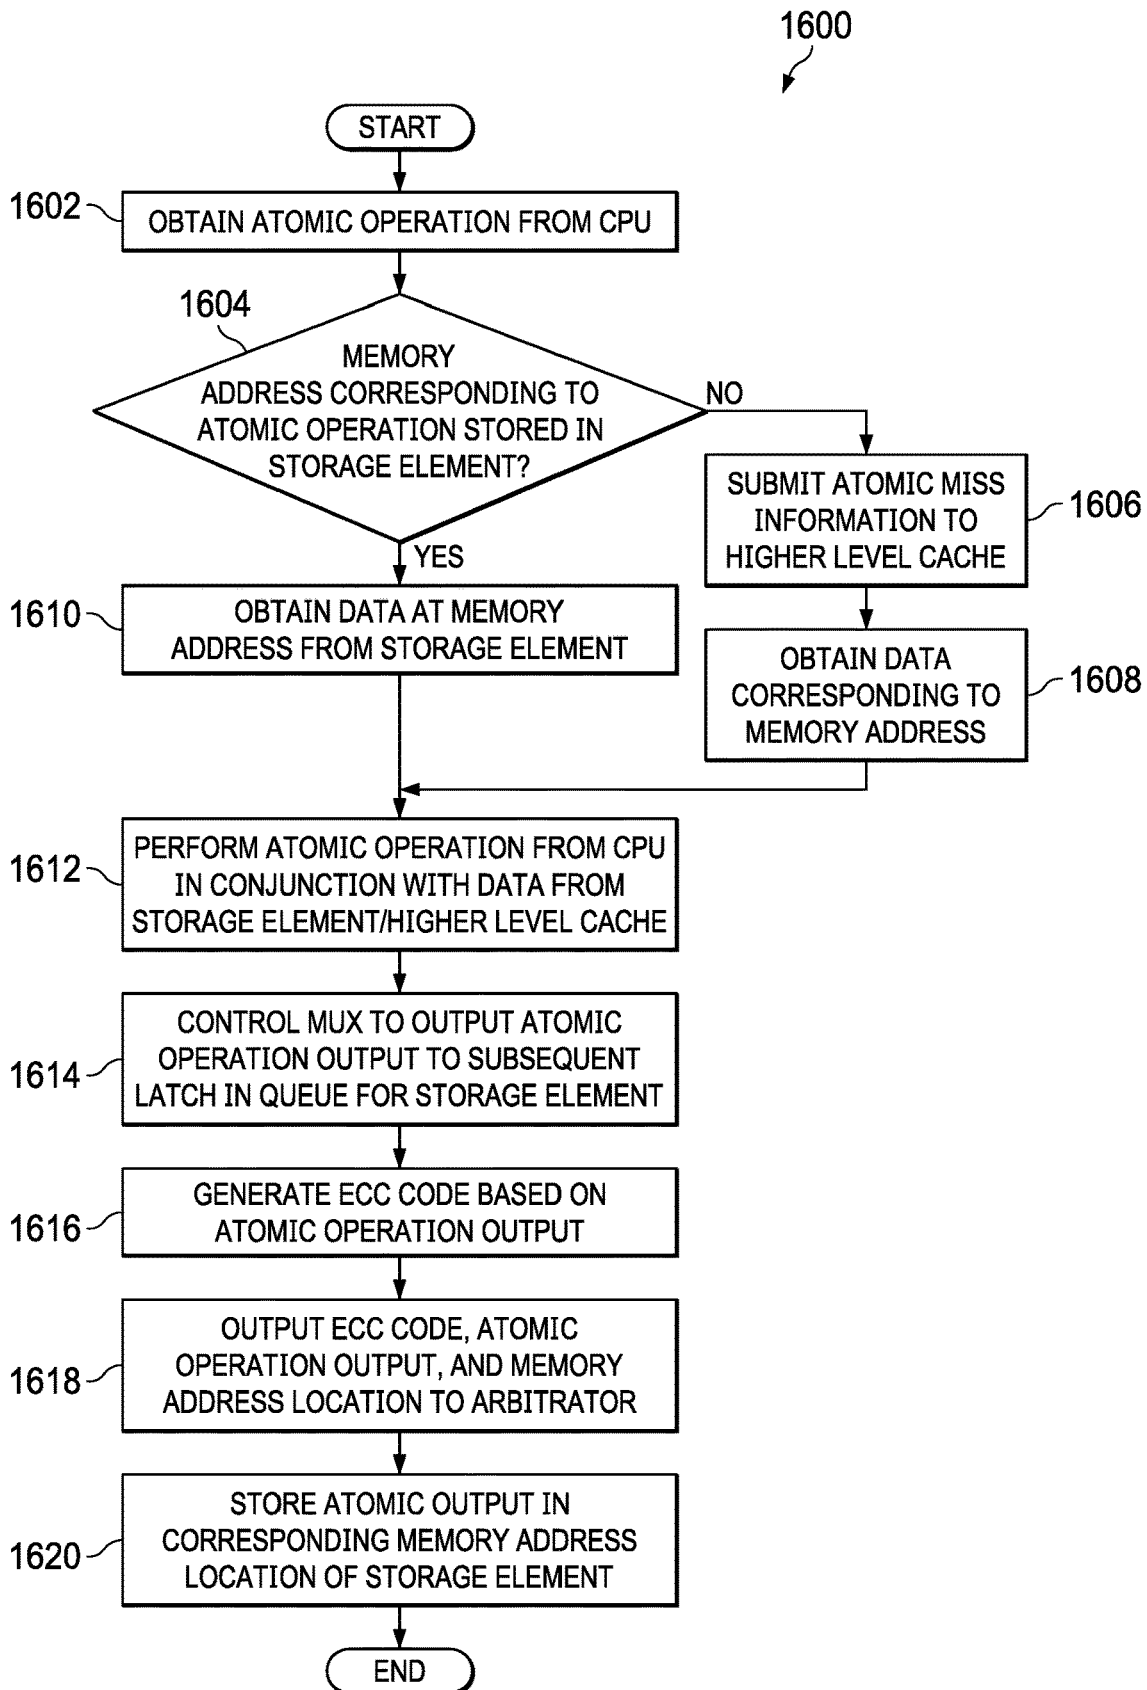 1600
START
1602
OBTAIN ATOMIC OPERATION FROM CPU
1604
MEMORY
ADDRESS CORRESPONDING TO
ATOMIC OPERATION STORED IN
STORAGE ELEMENT?
NO
SUBMIT ATOMIC MISS
INFORMATION TO
HIGHER LEVEL CACHE
1606
YES
1610
OBTAIN DATA AT MEMORY
ADDRESS FROM STORAGE ELEMENT
OBTAIN DATA
CORRESPONDING TO
MEMORY ADDRESS
1608
1612
PERFORM ATOMIC OPERATION FROM CPU
IN CONJUNCTION WITH DATA FROM
STORAGE ELEMENT/HIGHER LEVEL CACHE
1614
CONTROL MUX TO OUTPUT ATOMIC
OPERATION OUTPUT TO SUBSEQUENT
LATCH IN QUEUE FOR STORAGE ELEMENT
1616
GENERATE ECC CODE BASED ON
ATOMIC OPERATION OUTPUT
1618
OUTPUT ECC CODE, ATOMIC
OPERATION OUTPUT, AND MEMORY
ADDRESS LOCATION TO ARBITRATOR
1620
STORE ATOMIC OUTPUT IN
CORRESPONDING MEMORY ADDRESS
LOCATION OF STORAGE ELEMENT
END